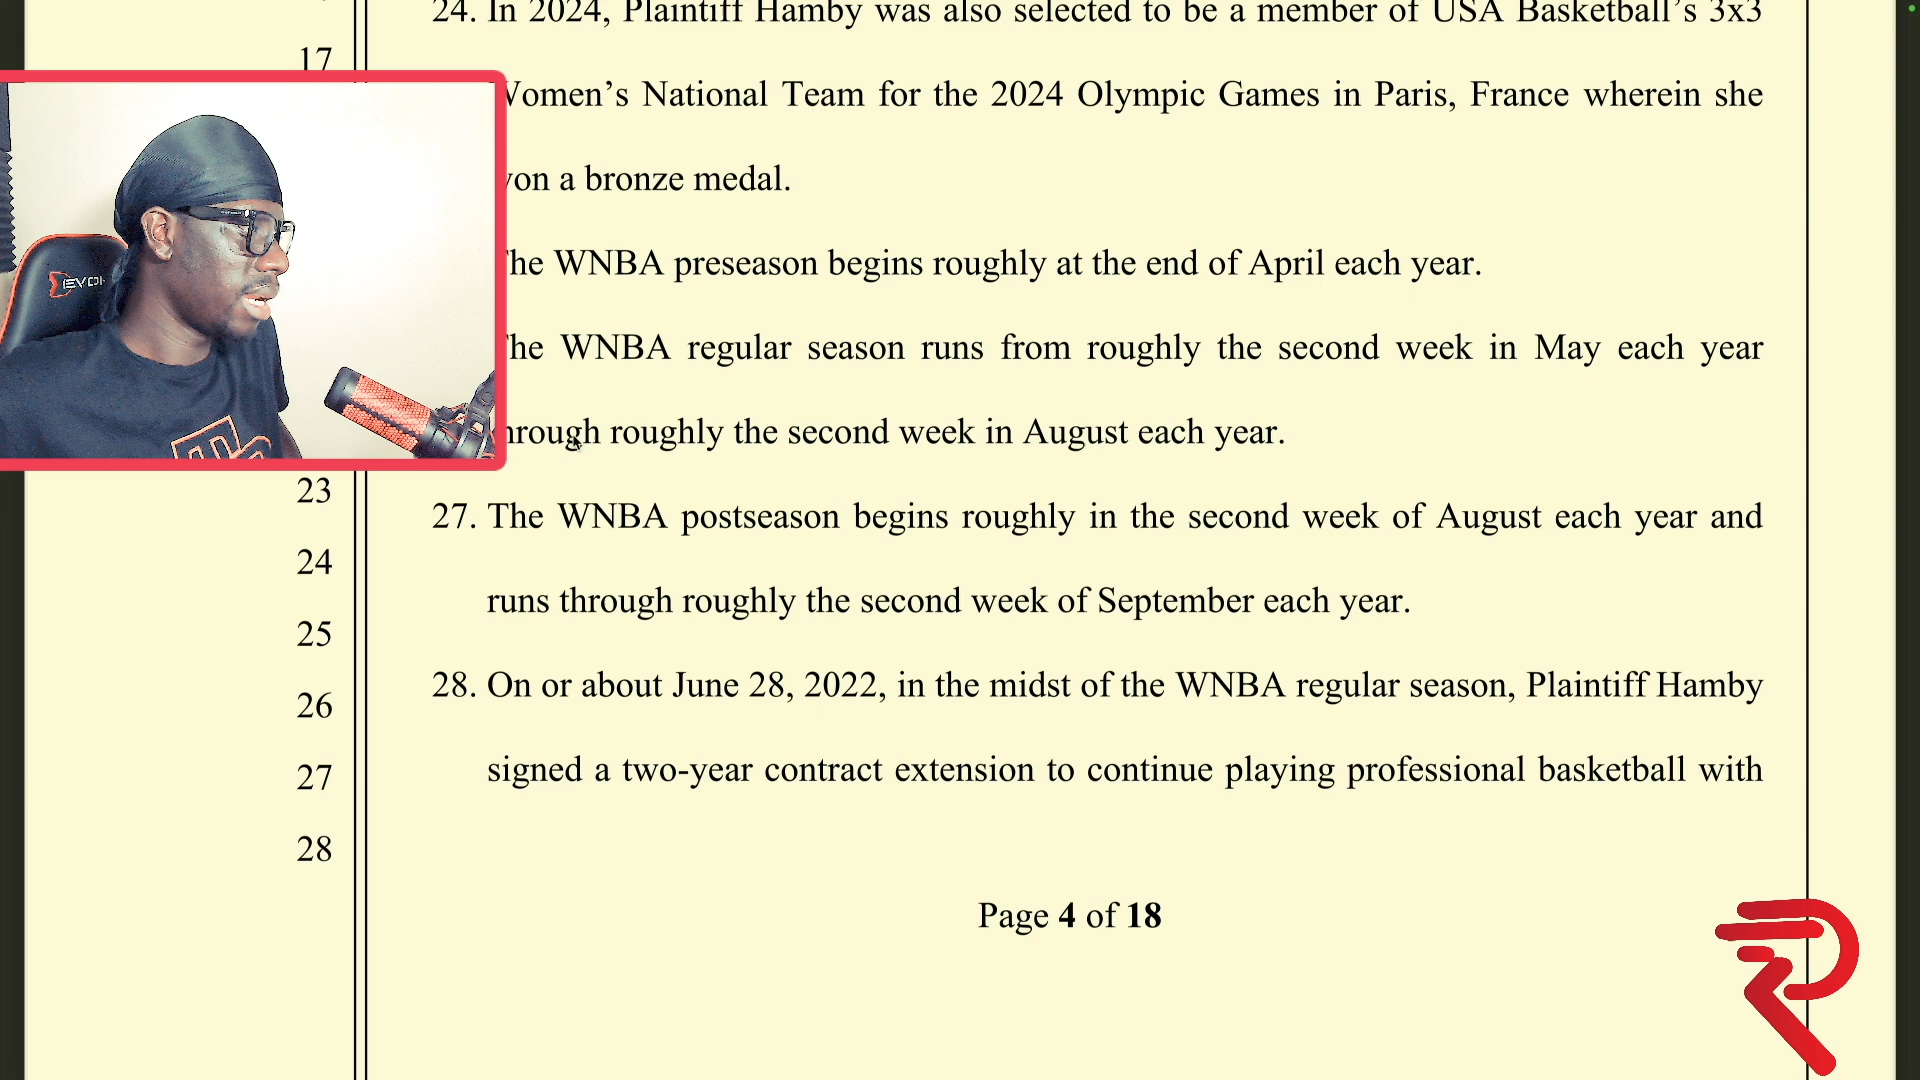 24. In 2024, Plaintiff Hamby was also selected to be a member of USA Basketball's 3x3
17
Women's National Team for the 2024 Olympic Games in Paris, France wherein she
won a bronze medal.
The WNBA preseason begins roughly at the end of April each year.
The WNBA regular season runs from roughly the second week in May each year
through roughly the second week in August each year.
23
27. The WNBA postseason begins roughly in the second week of August each year and
24
runs through roughly the second week of September each year.
25
28. On or about June 28, 2022, in the midst of the WNBA regular season, Plaintiff Hamby
26
signed a two-year contract extension to continue playing professional basketball with
27
28
Page 4 of 18